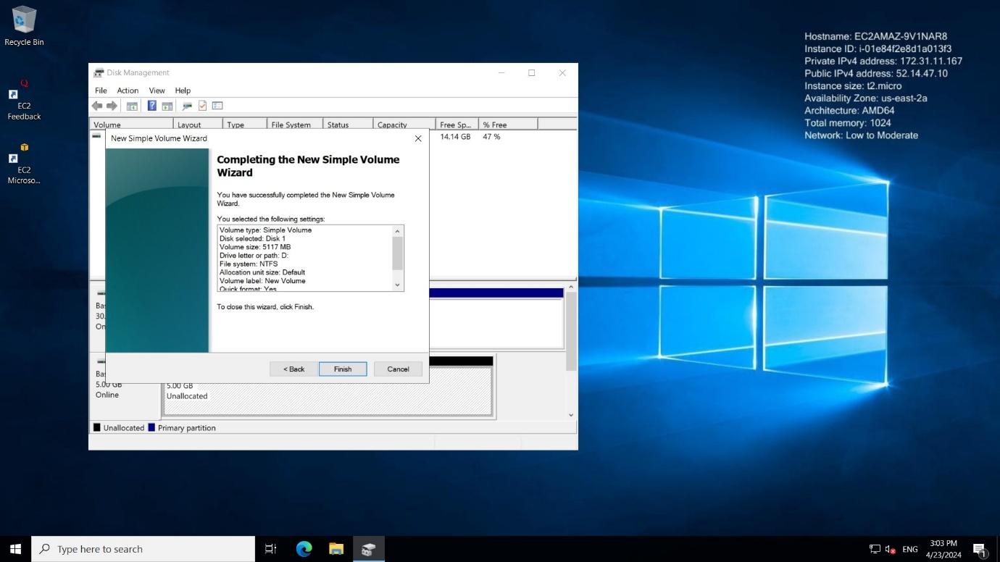 Recycle Bin
EC2
Feedback
EC2
Microso...
Hostname: EC2AMAZ-9V1NAR8
Instance ID: i-01e84f2e8d1a013f3
Private IPv4 address: 172.31.11.167
Public IPv4 address: 52.14.47.10
Instance size: t2.micro
Availability Zone: us-east-2a
Architecture: AMD64
Total memory: 1024
Network: Low to Moderate
Disk Management
File Action View Help
Volume Layout Type File System Status Capacity Free Sp... % Free
14.14 GB 47 %
New Simple Volume Wizard
Completing the New Simple Volume
Wizard
You have successfully completed the New Simple Volume
Wizard.
You selected the following settings:
Volume type: Simple Volume
Disk selected: Disk 1
Volume size: 5117 MB
Drive letter or path: D:
File system: NTFS
Allocation unit size: Default
Volume label: New Volume
Quick format: Yes
To close this wizard, click Finish.
< Back Finish Cancel
Bas
30.
On
Bas
5.00 GB
Online
5.00 GB
Unallocated
Unallocated Primary partition
Type here to search
ENG
3:03 PM
4/23/2024
1